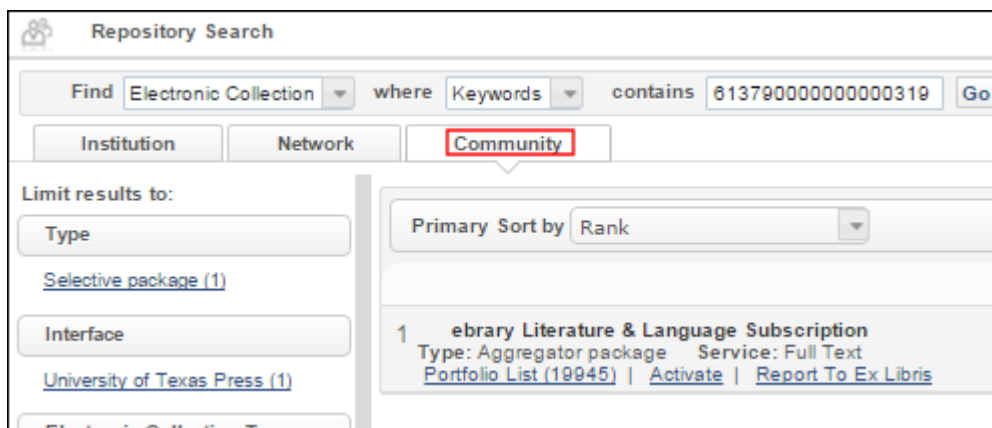 Repository Search
Find Electronic Collection where Keywords contains 613790000000000319 Go
Institution Network Community
Limit results to:
Type
Selective package (1)
Interface
University of Texas Press (1)
Primary Sort by Rank
1 ebrary Literature & Language Subscription
Type: Aggregator package Service: Full Text
Portfolio List (19945) | Activate | Report To Ex Libris